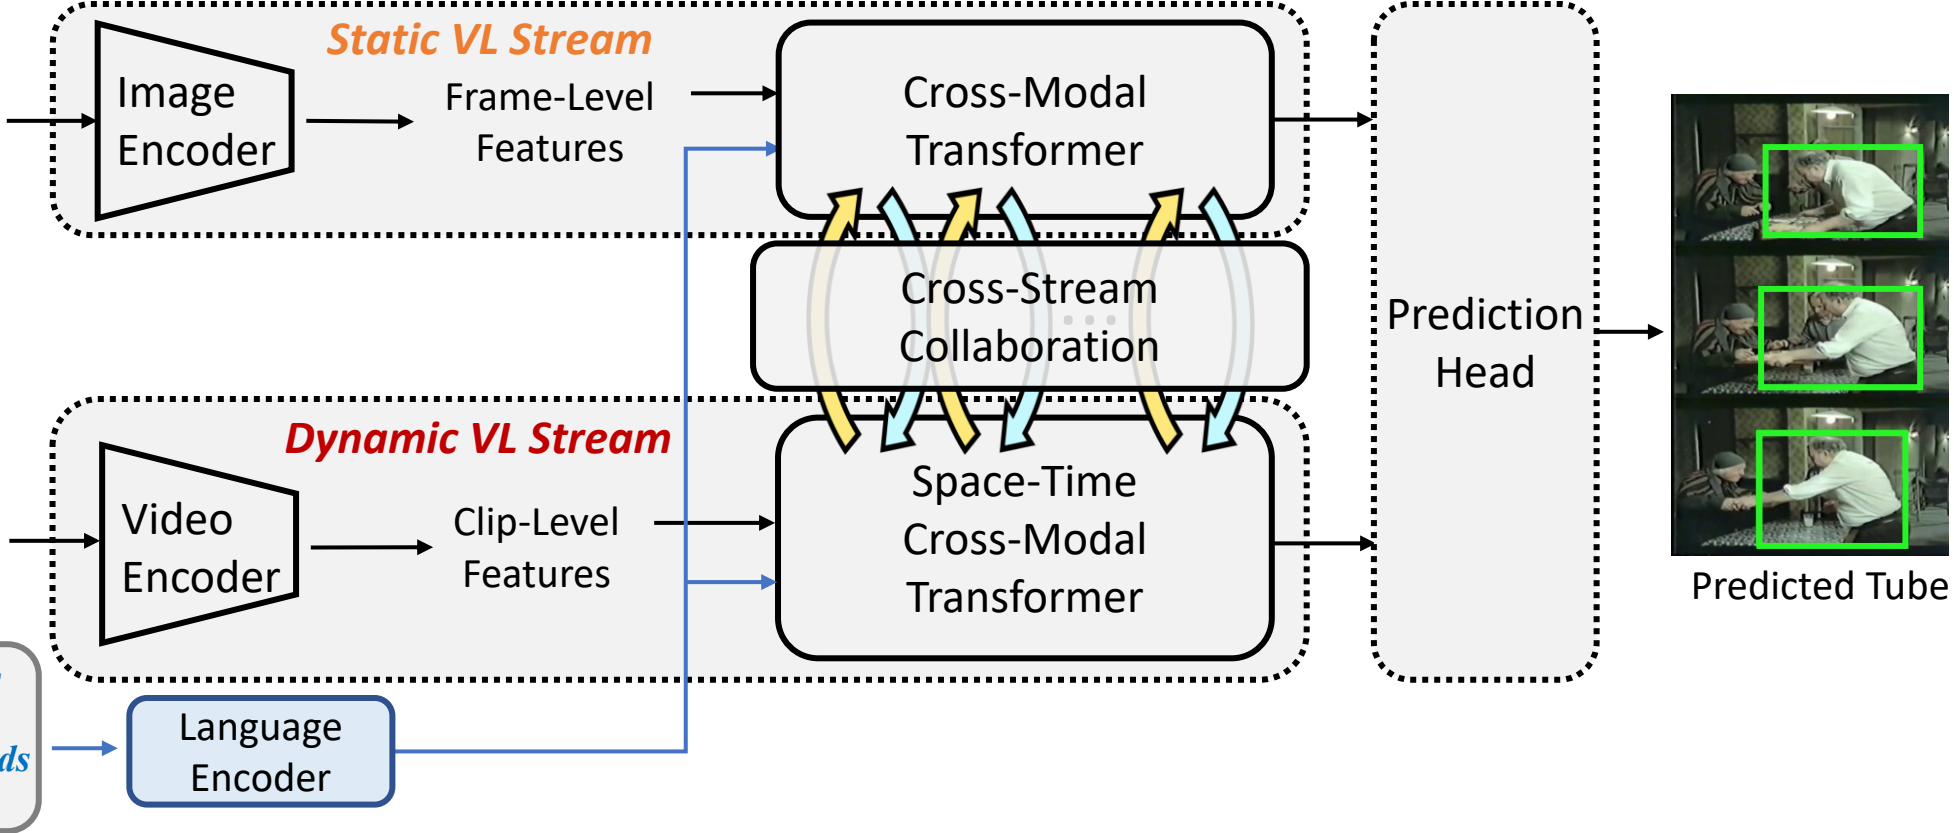 Static VL Stream
Image
Encoder
Frame-Level
Features
Cross-Modal
Transformer
Cross-Stream
Collaboration
...
Prediction
Head
Predicted Tube
Dynamic VL Stream
Video
Encoder
Clip-Level
Features
Space-Time
Cross-Modal
Transformer
ds
Language
Encoder